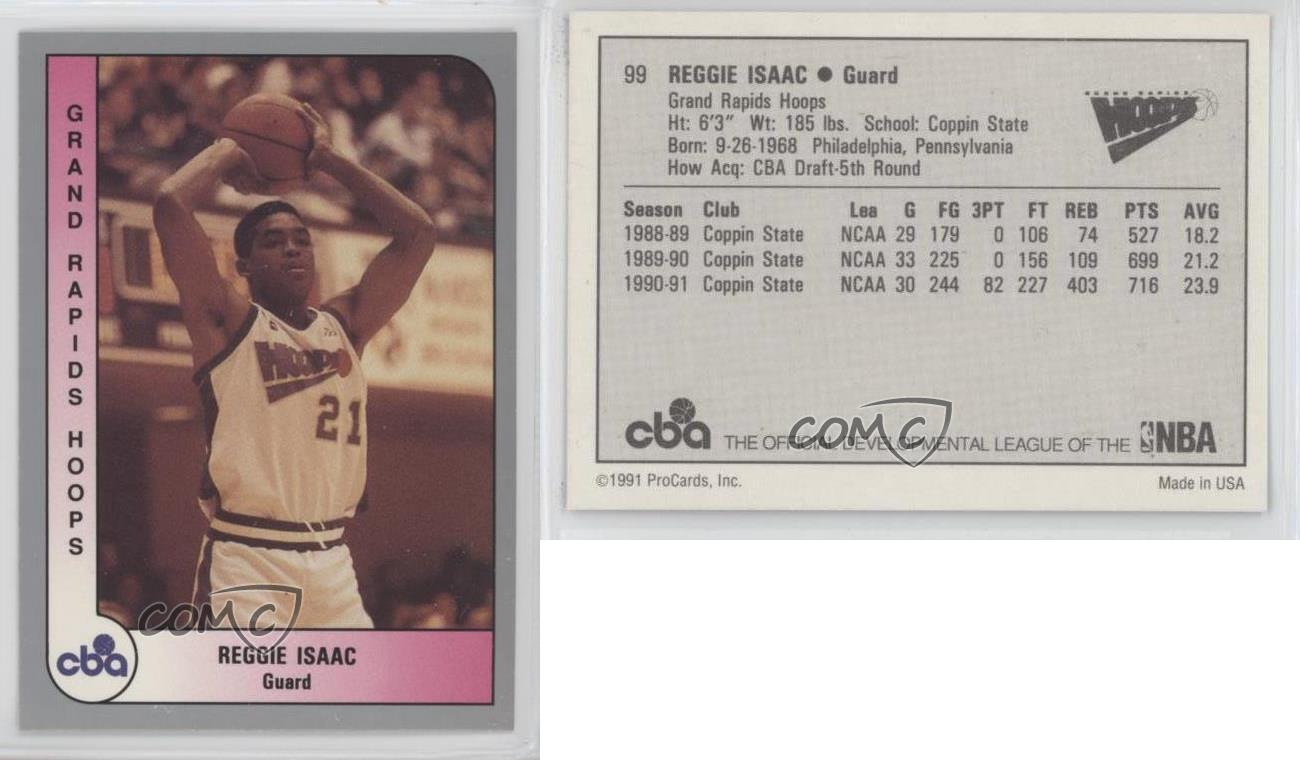 GRAND RAPIDS HOOPS
HOOPS
21
COMC
cba
REGGIE ISAAC
Guard
99 REGGIE ISAAC ● Guard
Grand Rapids Hoops
Ht: 6'3" Wt: 185 lbs. School: Coppin State
Born: 9-26-1968 Philadelphia, Pennsylvania
How Acq: CBA Draft-5th Round
GRAND RAPIDS
HOOPS
Season Club Lea G FG 3PT FT REB PTS AVG
1988-89 Coppin State NCAA 29 179 0 106 74 527 18.2
1989-90 Coppin State NCAA 33 225 0 156 109 699 21.2
1990-91 Coppin State NCAA 30 244 82 227 403 716 23.9
COMC
cba THE OFFICIAL DEVELOPMENTAL LEAGUE OF THE NBA
©1991 ProCards, Inc. Made in USA